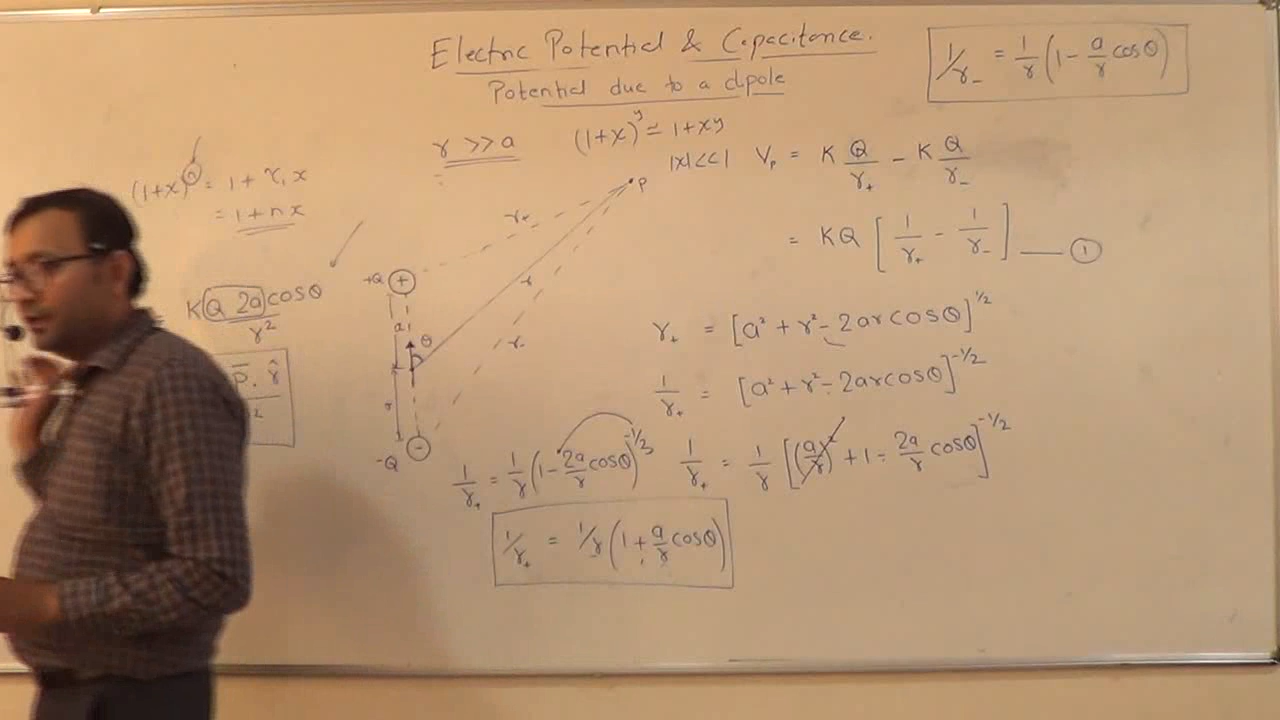 Electric Potential & Capacitance.
Potential due to a dipole
1/r₋ = 1/r (1 - a/r cosθ)
r >> a
(1+x)^y ≃ 1+xy
|x|<<1
V_P = K Q/r₊ - K Q/r₋
= KQ [1/r₊ - 1/r₋] —— ①
(1+x)^n = 1 + ⁿc₁ x
= 1 + nx
K Q 2a cosθ / r²
P⃗ . r̂
+Q
+
a
θ
-
-Q
r₊
r
r₋
P
r₊ = [a² + r² - 2ar cosθ]^1/2
1/r₊ = [a² + r² - 2ar cosθ]^-1/2
1/r₊ = 1/r [(a/r)² + 1 - 2a/r cosθ]^-1/2
1/r₊ = 1/r (1 - 2a/r cosθ)^-1/2
1/r₊ = 1/r (1 + a/r cosθ)